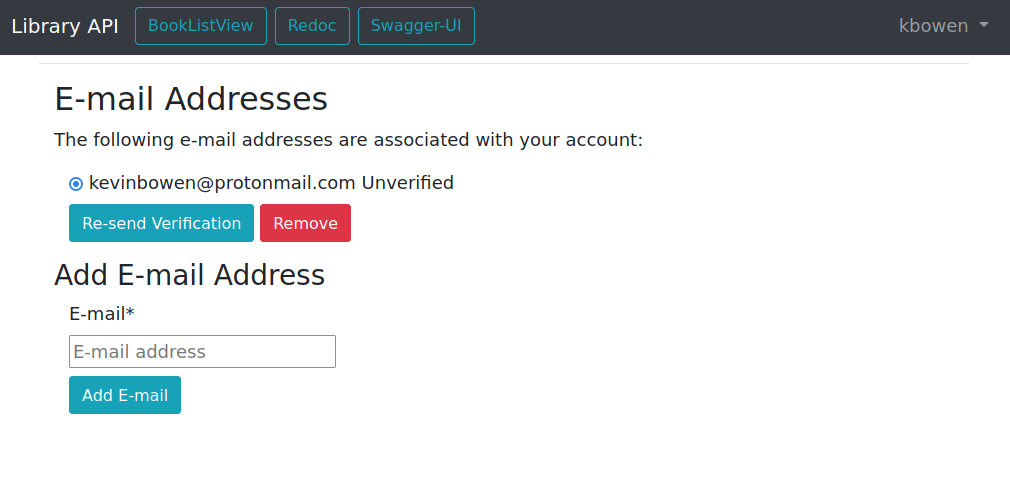 Library API BookListView Redoc Swagger-UI kbowen
E-mail Addresses
The following e-mail addresses are associated with your account:
kevinbowen@protonmail.com Unverified
Re-send Verification Remove
Add E-mail Address
E-mail*
E-mail address
Add E-mail